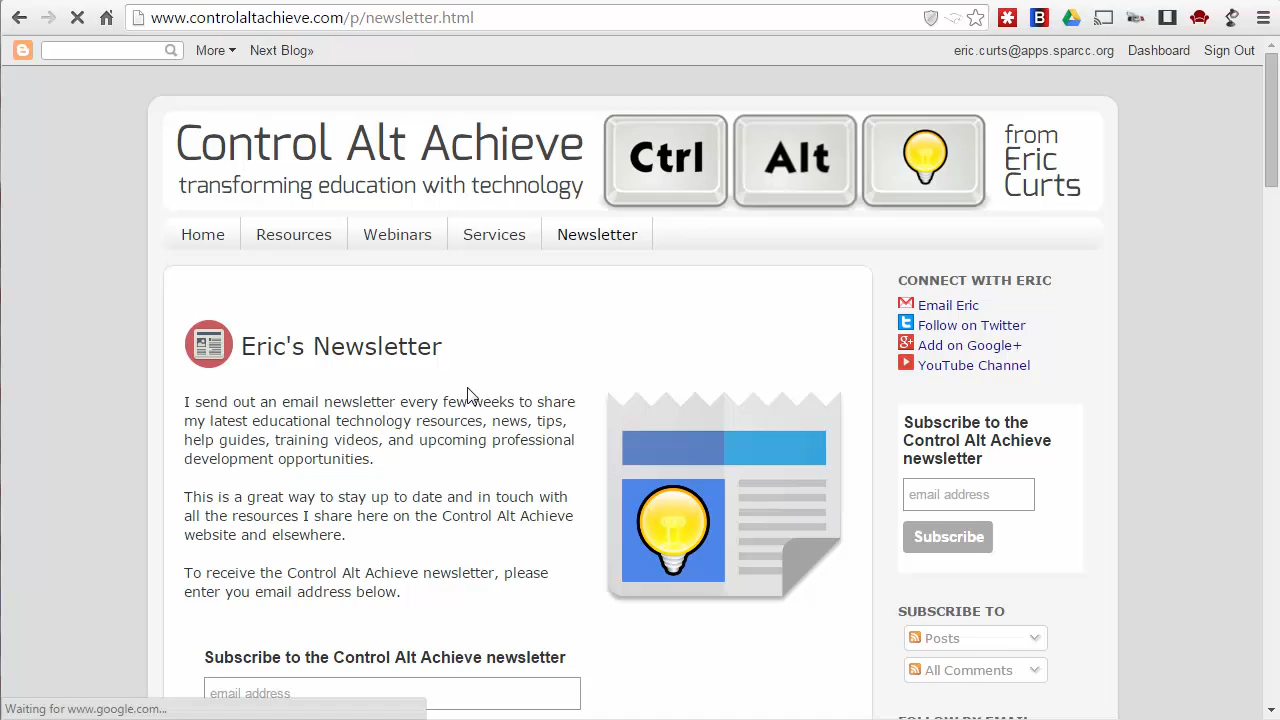 www.controlaltachieve.com/p/newsletter.html
More Next Blog» eric.curts@apps.sparcc.org Dashboard Sign Out
Control Alt Achieve
transforming education with technology
Ctrl
Alt
from
Eric
Curts
Home Resources Webinars Services Newsletter
Eric's Newsletter
I send out an email newsletter every few weeks to share
my latest educational technology resources, news, tips,
help guides, training videos, and upcoming professional
development opportunities.
This is a great way to stay up to date and in touch with
all the resources I share here on the Control Alt Achieve
website and elsewhere.
To receive the Control Alt Achieve newsletter, please
enter you email address below.
Subscribe to the Control Alt Achieve newsletter
email address
CONNECT WITH ERIC
Email Eric
Follow on Twitter
Add on Google+
YouTube Channel
Subscribe to the
Control Alt Achieve
newsletter
email address
Subscribe
SUBSCRIBE TO
Posts
All Comments
Waiting for www.google.com...